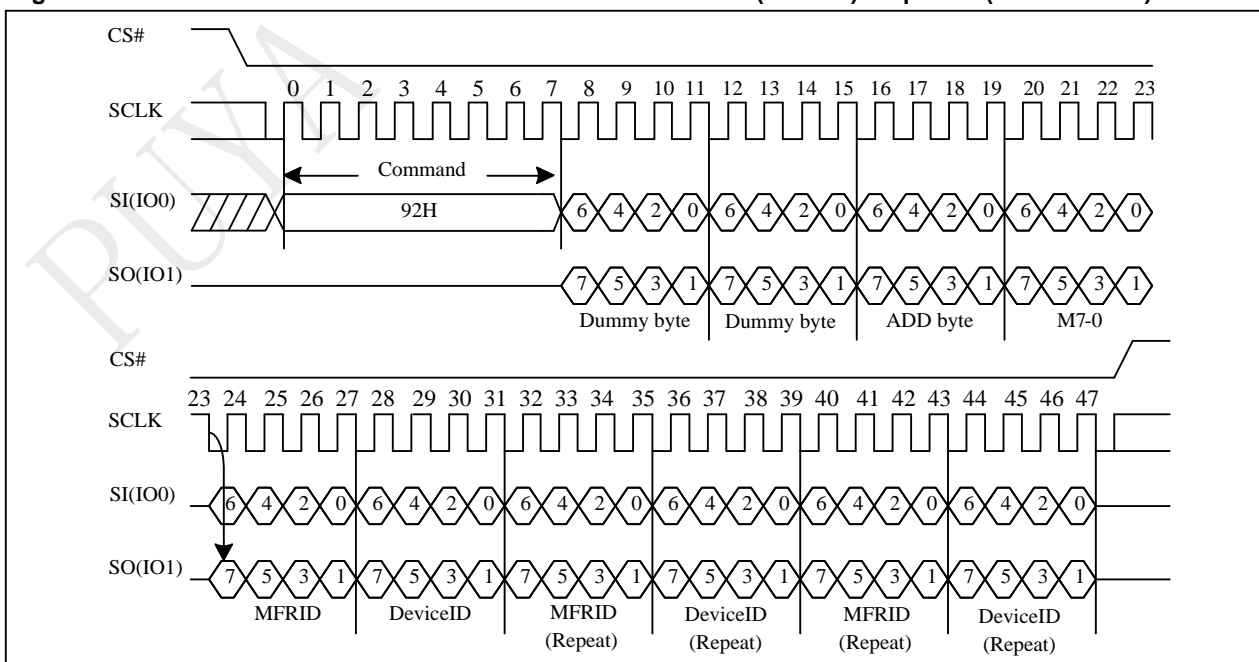 CS#
0 1 2 3 4 5 6 7 8 9 10 11 12 13 14 15 16 17 18 19 20 21 22 23
SCLK
Command
SI(IO0)
92H
6 4 2 0 6 4 2 0 6 4 2 0 6 4 2 0
SO(IO1)
7 5 3 1 7 5 3 1 7 5 3 1 7 5 3 1
Dummy byte Dummy byte ADD byte M7-0
PUYA
CS#
23 24 25 26 27 28 29 30 31 32 33 34 35 36 37 38 39 40 41 42 43 44 45 46 47
SCLK
SI(IO0)
6 4 2 0 6 4 2 0 6 4 2 0 6 4 2 0 6 4 2 0 6 4 2 0
SO(IO1)
7 5 3 1 7 5 3 1 7 5 3 1 7 5 3 1 7 5 3 1 7 5 3 1
MFRID DeviceID MFRID DeviceID MFRID DeviceID
(Repeat) (Repeat) (Repeat) (Repeat)